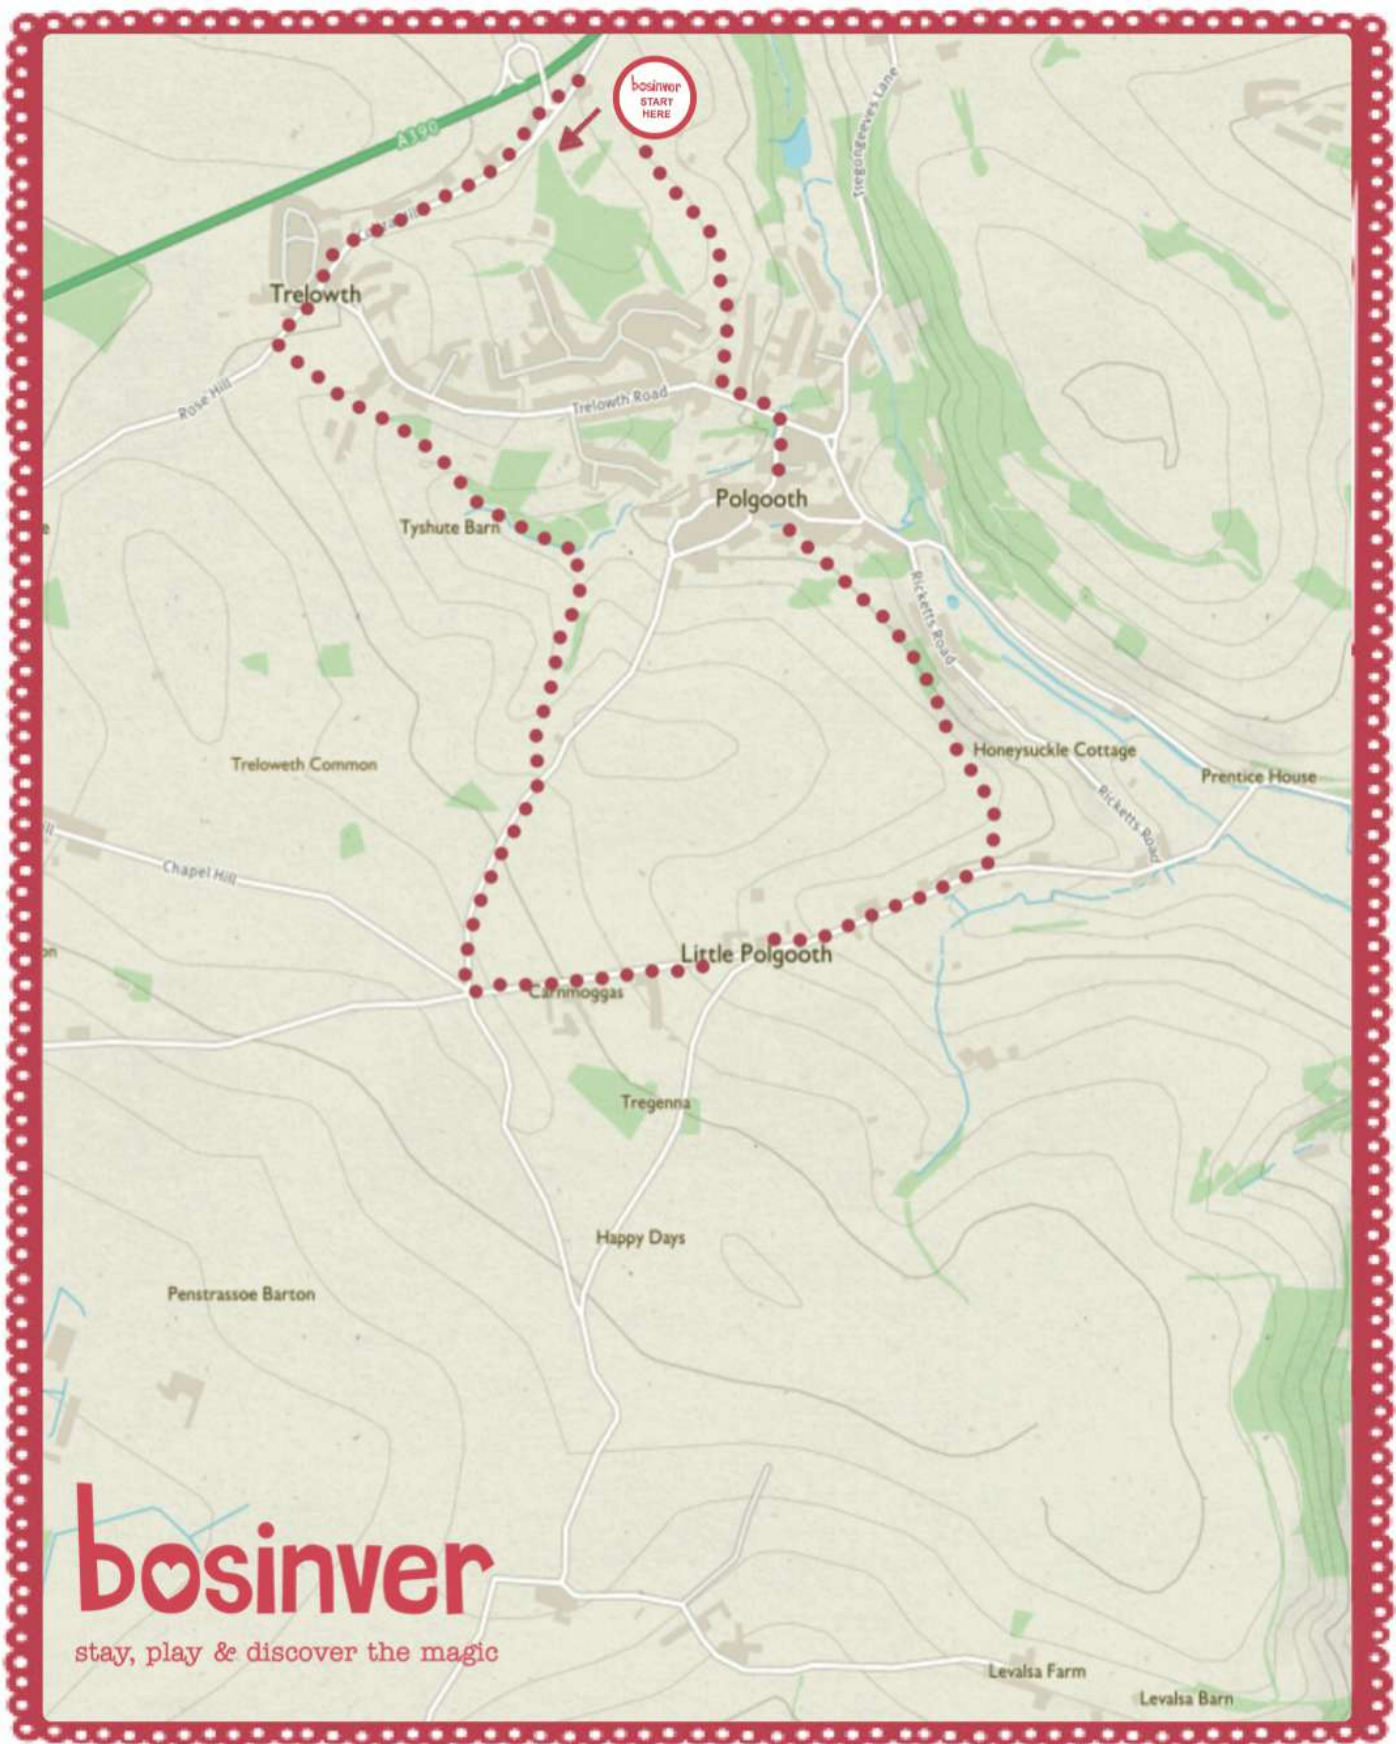 bosinver
START
HERE
A390
Tregongeeves Lane
Trelowth
Rose Hill
Trelowth Road
Polgooth
Tyshute Barn
Ricketts Road
Honeysuckle Cottage
Treloweth Common
Prentice House
Ricketts Road
Chapel Hill
Little Polgooth
Carnmoggas
Tregenna
Happy Days
Penstrassoe Barton
bosinver
stay, play & discover the magic
Levalsa Farm
Levalsa Barn